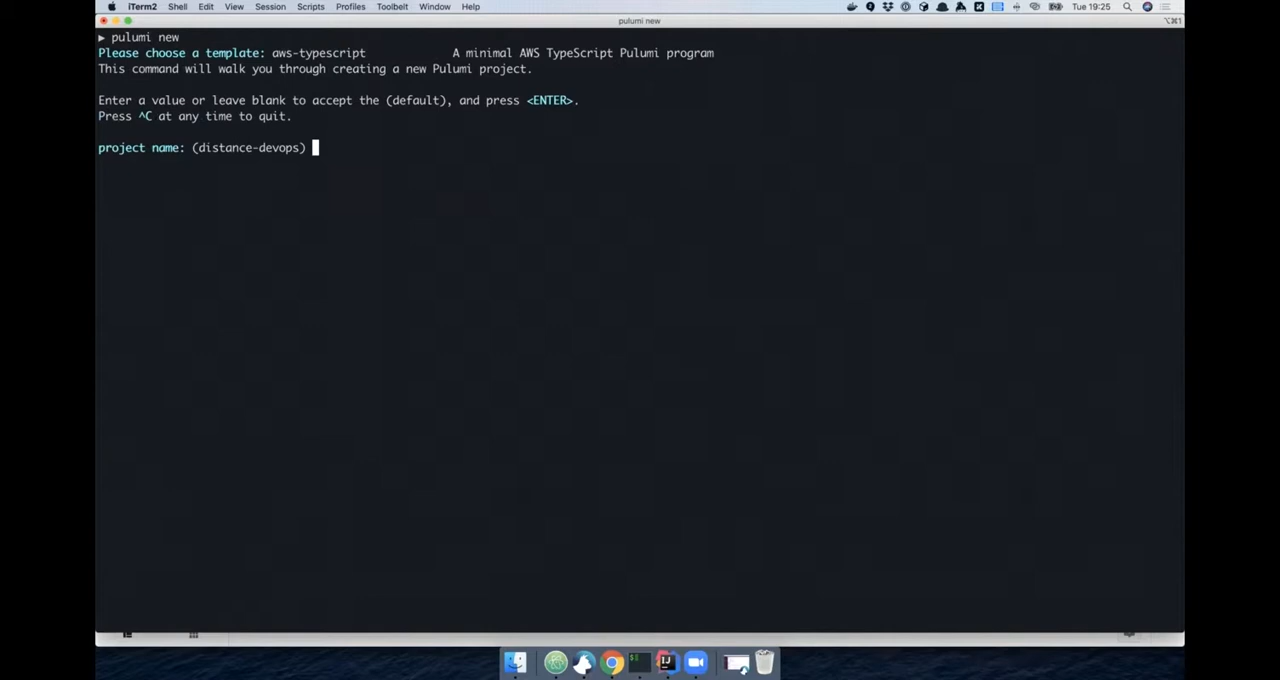 iTerm2 Shell Edit View Session Scripts Profiles Toolbelt Window Help Tue 19:25
pulumi new
▸ pulumi new
Please choose a template: aws-typescript A minimal AWS TypeScript Pulumi program
This command will walk you through creating a new Pulumi project.
Enter a value or leave blank to accept the (default), and press <ENTER>.
Press ^C at any time to quit.
project name: (distance-devops)
IJ